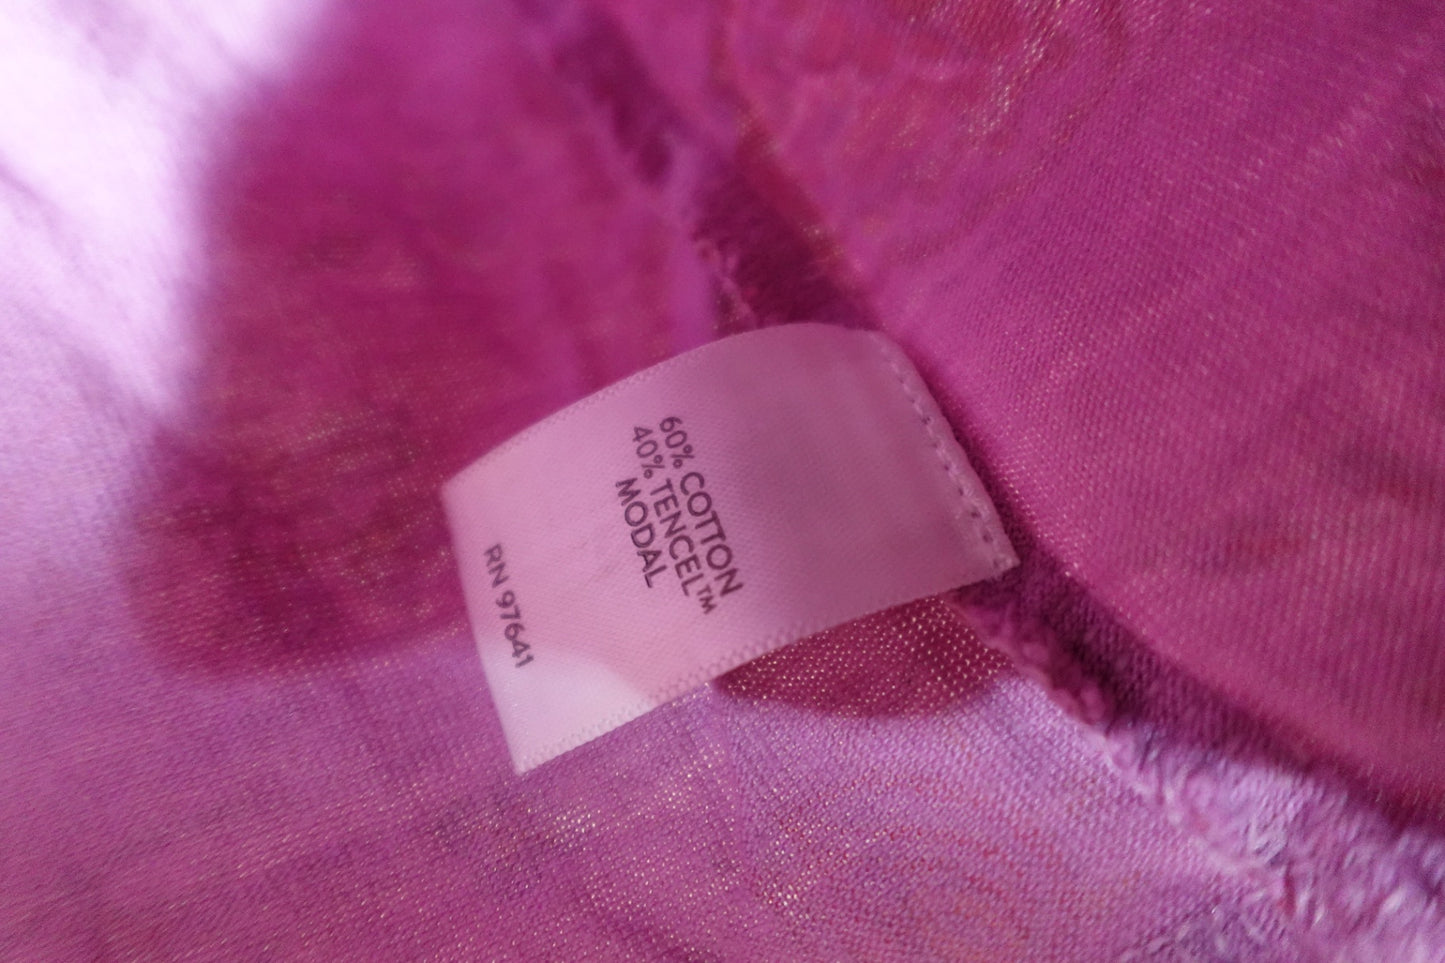 60% COTTON
40% TENCEL™
MODAL
RN 97641